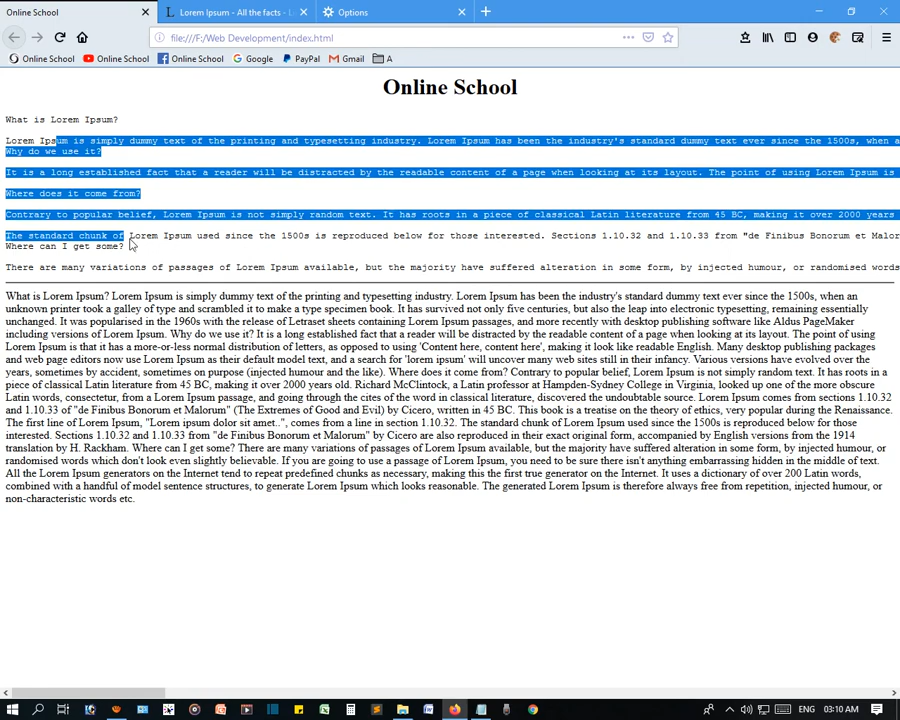 Online School
Lorem Ipsum - All the facts - L
Options
file:///F:/Web Development/index.html
Online School
Online School
Online School
Google
PayPal
Gmail
A
Online School
What is Lorem Ipsum?
Lorem Ipsum is simply dummy text of the printing and typesetting industry. Lorem Ipsum has been the industry's standard dummy text ever since the 1500s, when a
Why do we use it?
It is a long established fact that a reader will be distracted by the readable content of a page when looking at its layout. The point of using Lorem Ipsum is
Where does it come from?
Contrary to popular belief, Lorem Ipsum is not simply random text. It has roots in a piece of classical Latin literature from 45 BC, making it over 2000 years
The standard chunk of Lorem Ipsum used since the 1500s is reproduced below for those interested. Sections 1.10.32 and 1.10.33 from "de Finibus Bonorum et Malor
Where can I get some?
There are many variations of passages of Lorem Ipsum available, but the majority have suffered alteration in some form, by injected humour, or randomised words
What is Lorem Ipsum? Lorem Ipsum is simply dummy text of the printing and typesetting industry. Lorem Ipsum has been the industry's standard dummy text ever since the 1500s, when an
unknown printer took a galley of type and scrambled it to make a type specimen book. It has survived not only five centuries, but also the leap into electronic typesetting, remaining essentially
unchanged. It was popularised in the 1960s with the release of Letraset sheets containing Lorem Ipsum passages, and more recently with desktop publishing software like Aldus PageMaker
including versions of Lorem Ipsum. Why do we use it? It is a long established fact that a reader will be distracted by the readable content of a page when looking at its layout. The point of using
Lorem Ipsum is that it has a more-or-less normal distribution of letters, as opposed to using 'Content here, content here', making it look like readable English. Many desktop publishing packages
and web page editors now use Lorem Ipsum as their default model text, and a search for 'lorem ipsum' will uncover many web sites still in their infancy. Various versions have evolved over the
years, sometimes by accident, sometimes on purpose (injected humour and the like). Where does it come from? Contrary to popular belief, Lorem Ipsum is not simply random text. It has roots in a
piece of classical Latin literature from 45 BC, making it over 2000 years old. Richard McClintock, a Latin professor at Hampden-Sydney College in Virginia, looked up one of the more obscure
Latin words, consectetur, from a Lorem Ipsum passage, and going through the cites of the word in classical literature, discovered the undoubtable source. Lorem Ipsum comes from sections 1.10.32
and 1.10.33 of "de Finibus Bonorum et Malorum" (The Extremes of Good and Evil) by Cicero, written in 45 BC. This book is a treatise on the theory of ethics, very popular during the Renaissance.
The first line of Lorem Ipsum, "Lorem ipsum dolor sit amet..", comes from a line in section 1.10.32. The standard chunk of Lorem Ipsum used since the 1500s is reproduced below for those
interested. Sections 1.10.32 and 1.10.33 from "de Finibus Bonorum et Malorum" by Cicero are also reproduced in their exact original form, accompanied by English versions from the 1914
translation by H. Rackham. Where can I get some? There are many variations of passages of Lorem Ipsum available, but the majority have suffered alteration in some form, by injected humour, or
randomised words which don't look even slightly believable. If you are going to use a passage of Lorem Ipsum, you need to be sure there isn't anything embarrassing hidden in the middle of text.
All the Lorem Ipsum generators on the Internet tend to repeat predefined chunks as necessary, making this the first true generator on the Internet. It uses a dictionary of over 200 Latin words,
combined with a handful of model sentence structures, to generate Lorem Ipsum which looks reasonable. The generated Lorem Ipsum is therefore always free from repetition, injected humour, or
non-characteristic words etc.
ENG
03:10 AM